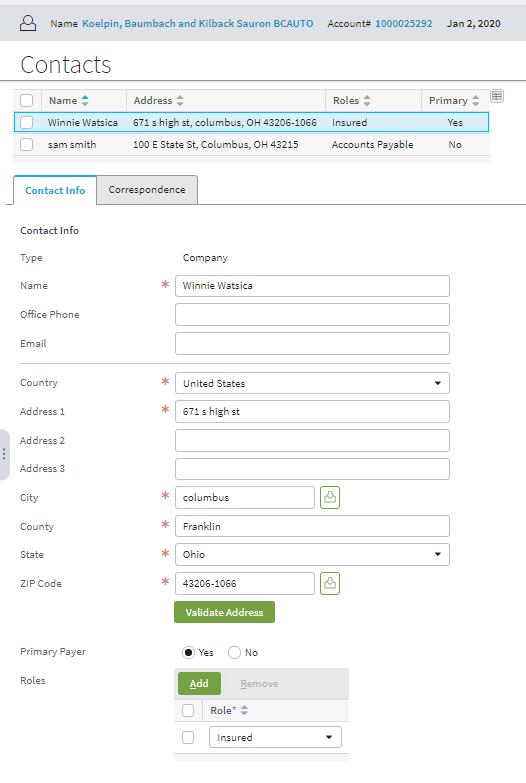 Name Koelpin, Baumbach and Kilback Sauron BCAUTO Account# 1000025292 Jan 2, 2020
Contacts
Name Address Roles Primary
Winnie Watsica 671 s high st, columbus, OH 43206-1066 Insured Yes
sam smith 100 E State St, Columbus, OH 43215 Accounts Payable No
Contact Info Correspondence
Contact Info
Type Company
Name * Winnie Watsica
Office Phone
Email
Country * United States
Address 1 * 671 s high st
Address 2
Address 3
City * columbus
County * Franklin
State * Ohio
ZIP Code * 43206-1066
Validate Address
Primary Payer Yes No
Roles Add Remove
Role*
Insured